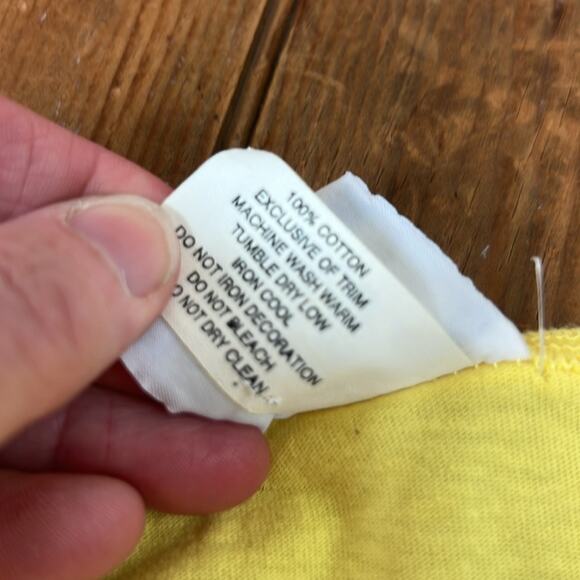 100% COTTON
EXCLUSIVE OF TRIM
MACHINE WASH WARM
TUMBLE DRY LOW
IRON COOL
DO NOT IRON DECORATION
DO NOT BLEACH
DO NOT DRY CLEAN